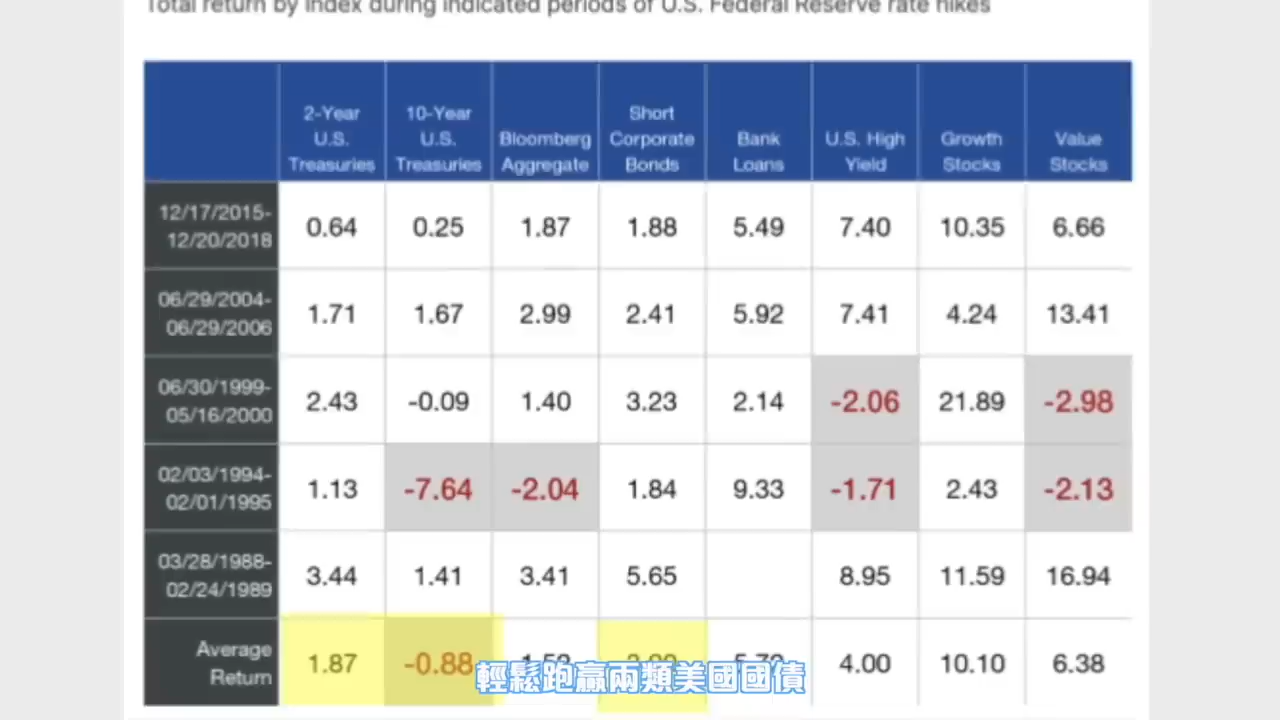 Total return by index during indicated periods of U.S. Federal Reserve rate hikes
2-Year U.S. Treasuries 10-Year U.S. Treasuries Bloomberg Aggregate Short Corporate Bonds Bank Loans U.S. High Yield Growth Stocks Value Stocks
12/17/2015-12/20/2018 0.64 0.25 1.87 1.88 5.49 7.40 10.35 6.66
06/29/2004-06/29/2006 1.71 1.67 2.99 2.41 5.92 7.41 4.24 13.41
06/30/1999-05/16/2000 2.43 -0.09 1.40 3.23 2.14 -2.06 21.89 -2.98
02/03/1994-02/01/1995 1.13 -7.64 -2.04 1.84 9.33 -1.71 2.43 -2.13
03/28/1988-02/24/1989 3.44 1.41 3.41 5.65 8.95 11.59 16.94
Average Return 1.87 -0.88 4.00 10.10 6.38
輕鬆跑贏兩類美國國債